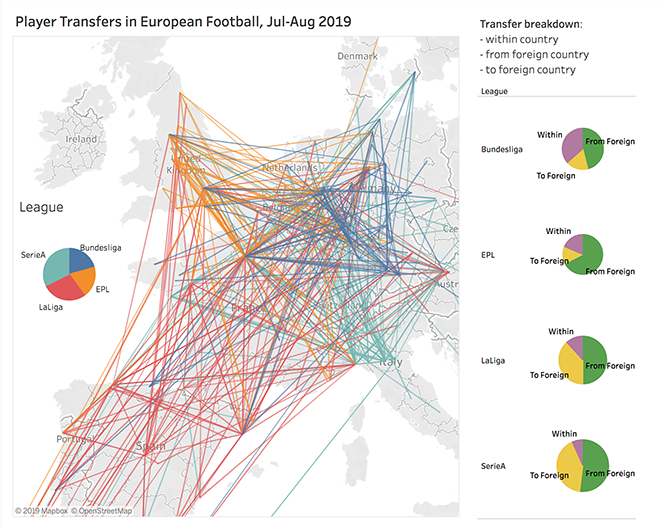 Player Transfers in European Football, Jul-Aug 2019
Transfer breakdown:
- within country
- from foreign country
- to foreign country
League
Denmark
Ireland
United
Kingdom
Netherlands
League
SerieA
Bundesliga
EPL
LaLiga
France
Italy
Portugal
Spain
© 2019 Mapbox © OpenStreetMap
Bundesliga
Within
From Foreign
To Foreign
EPL
Within
To Foreign
From Foreign
LaLiga
Within
To Foreign
From Foreign
SerieA
Within
To Foreign
From Foreign